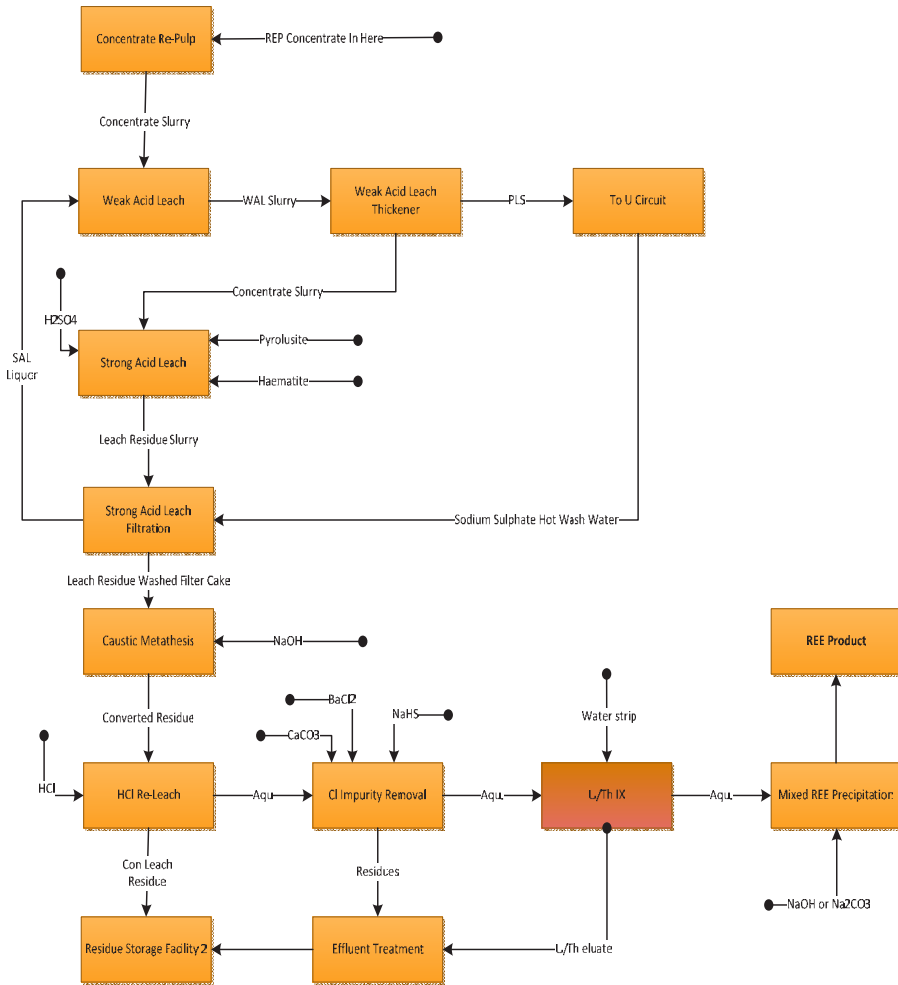 Concentrate Re-Pulp
REP Concentrate In Here
Concentrate Slurry
Weak Acid Leach
WAL Slurry
Weak Acid Leach
Thickener
PLS
To U Circuit
H2SO4
Concentrate Slurry
SAL
Liquor
Strong Acid Leach
Pyrolusite
Haematite
Leach Residue Slurry
Strong Acid Leach
Filtration
Sodium Sulphate Hot Wash Water
Leach Residue Washed Filter Cake
Caustic Metathesis
NaOH
REE Product
Converted Residue
BaCl2
CaCO3
NaHS
Water strip
HCl
HCl Re-Leach
Aqu
Cl Impurity Removal
Aqu.
U/Th IX
Aqu.
Mixed REE Precipitation
Con Leach
Residue
Residues
NaOH or Na2CO3
Residue Storage Facility 2
Effluent Treatment
U/Th eluate